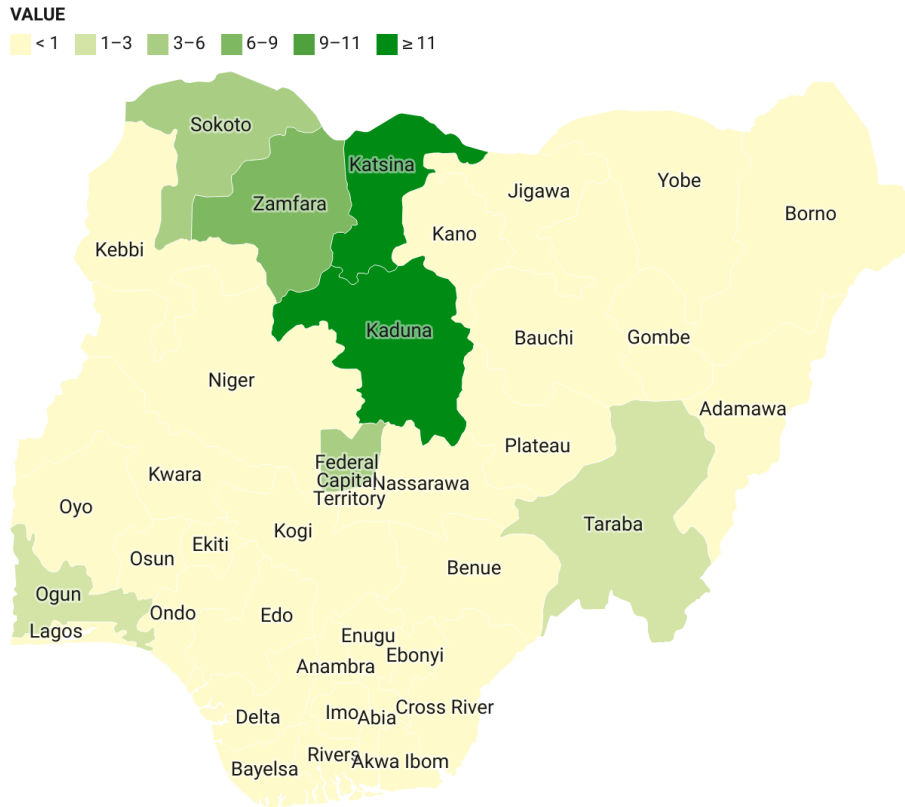 VALUE
< 1 1–3 3–6 6–9 9–11 ≥ 11
Sokoto
Katsina
Yobe
Jigawa
Zamfara
Borno
Kano
Kebbi
Kaduna
Bauchi
Gombe
Niger
Adamawa
Plateau
Federal
Capital
Territory
Nassarawa
Kwara
Oyo
Taraba
Kogi
Ekiti
Osun
Benue
Ogun
Ondo
Edo
Lagos
Enugu
Ebonyi
Anambra
Cross River
Delta
Imo
Abia
Rivers
Akwa Ibom
Bayelsa